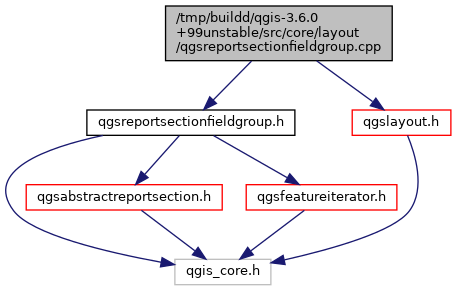 /tmp/buildd/qgis-3.6.0
+99unstable/src/core/layout
/qgsreportsectionfieldgroup.cpp
qgsreportsectionfieldgroup.h
qgslayout.h
qgsabstractreportsection.h
qgsfeatureiterator.h
qgis_core.h